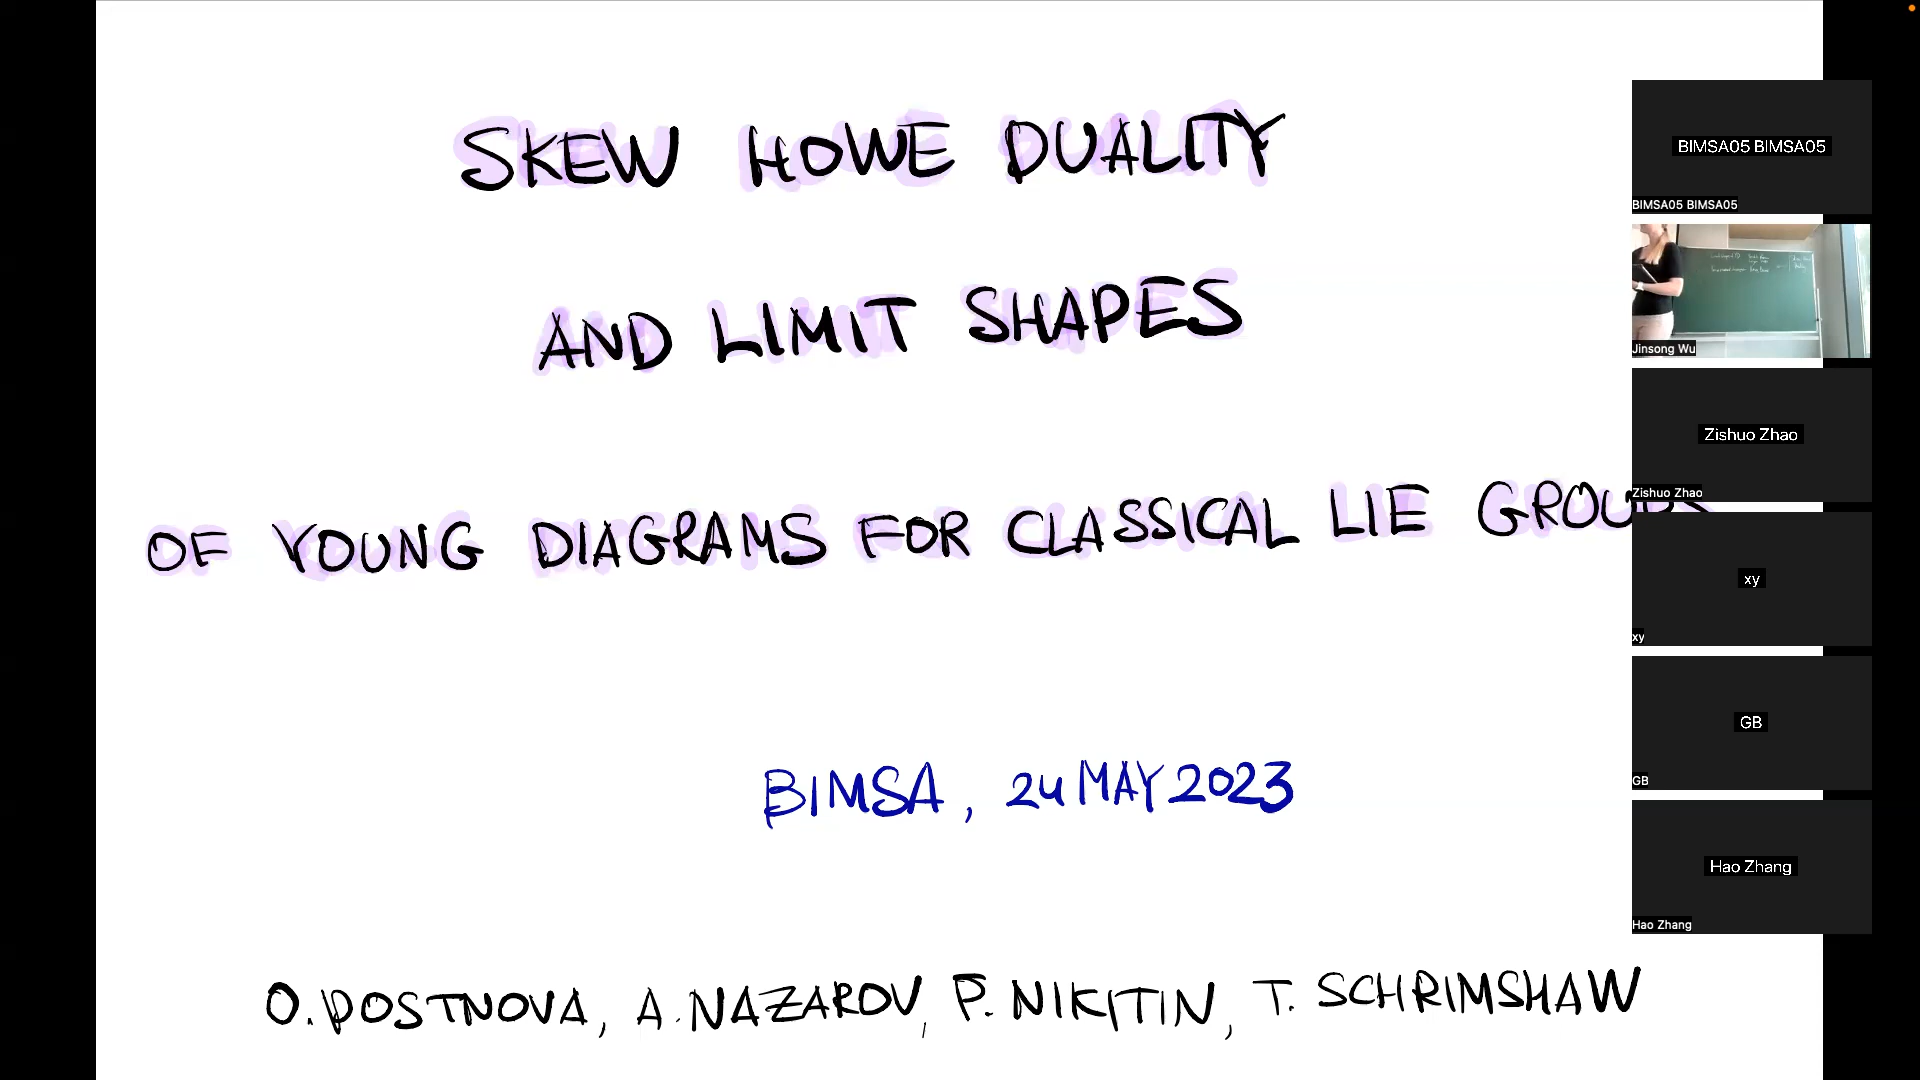 SKEW HOWE DUALITY
AND LIMIT SHAPES
OF YOUNG DIAGRAMS FOR CLASSICAL LIE GROUPS
BIMSA, 24 MAY 2023
O. POSTNOVA, A. NAZAROV, P. NIKITIN, T. SCHRIMSHAW
BIMSA05 BIMSA05
BIMSA05 BIMSA05
Jinsong Wu
Zishuo Zhao
Zishuo Zhao
xy
xy
GB
GB
Hao Zhang
Hao Zhang